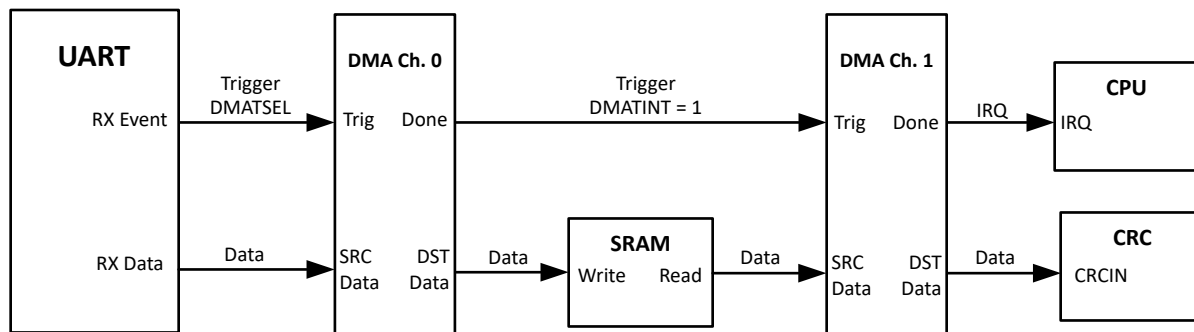 UART
DMA Ch. 0
DMA Ch. 1
CPU
Trigger
DMATSEL
Trigger
DMATINT = 1
IRQ
RX Event
Trig Done
Trig Done
IRQ
SRAM
CRC
RX Data
Data
SRC
Data
DST
Data
Data
Write Read
Data
SRC
Data
DST
Data
Data
CRCIN